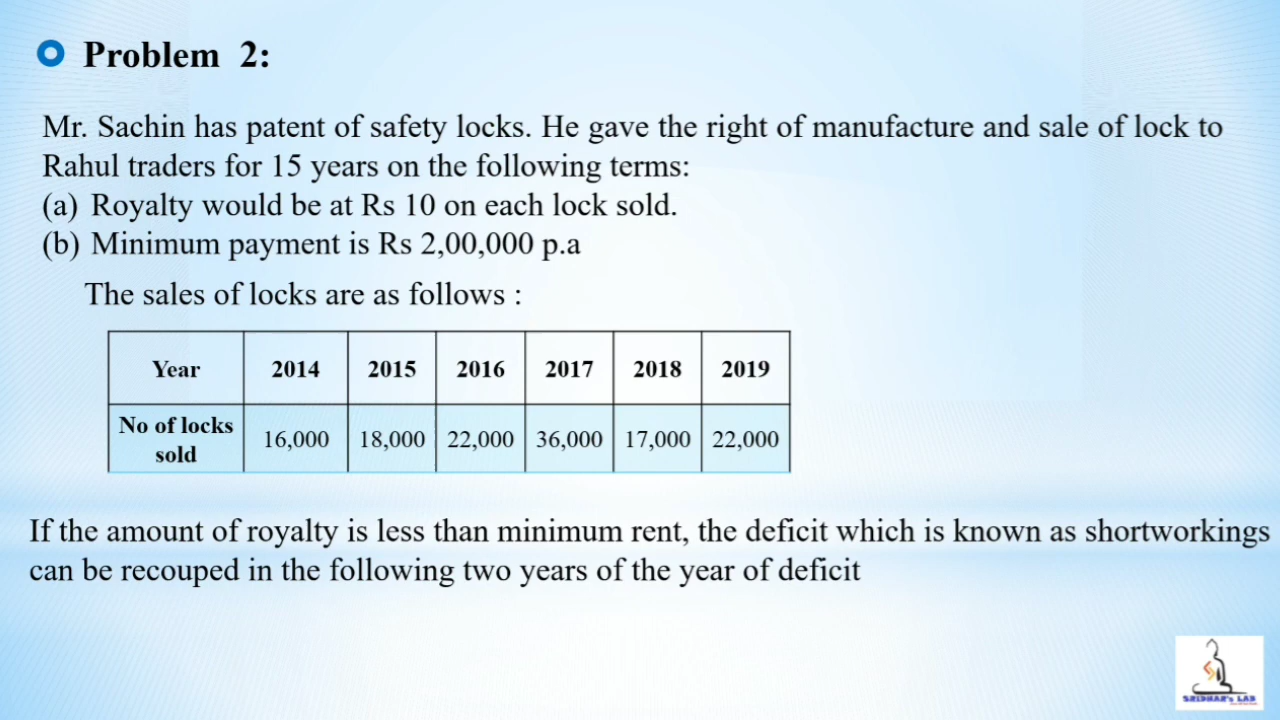 Problem 2:
Mr. Sachin has patent of safety locks. He gave the right of manufacture and sale of lock to
Rahul traders for 15 years on the following terms:
(a) Royalty would be at Rs 10 on each lock sold.
(b) Minimum payment is Rs 2,00,000 p.a
The sales of locks are as follows :
Year 2014 2015 2016 2017 2018 2019
No of locks sold 16,000 18,000 22,000 36,000 17,000 22,000
If the amount of royalty is less than minimum rent, the deficit which is known as shortworkings
can be recouped in the following two years of the year of deficit
SRIDHAR's LAB